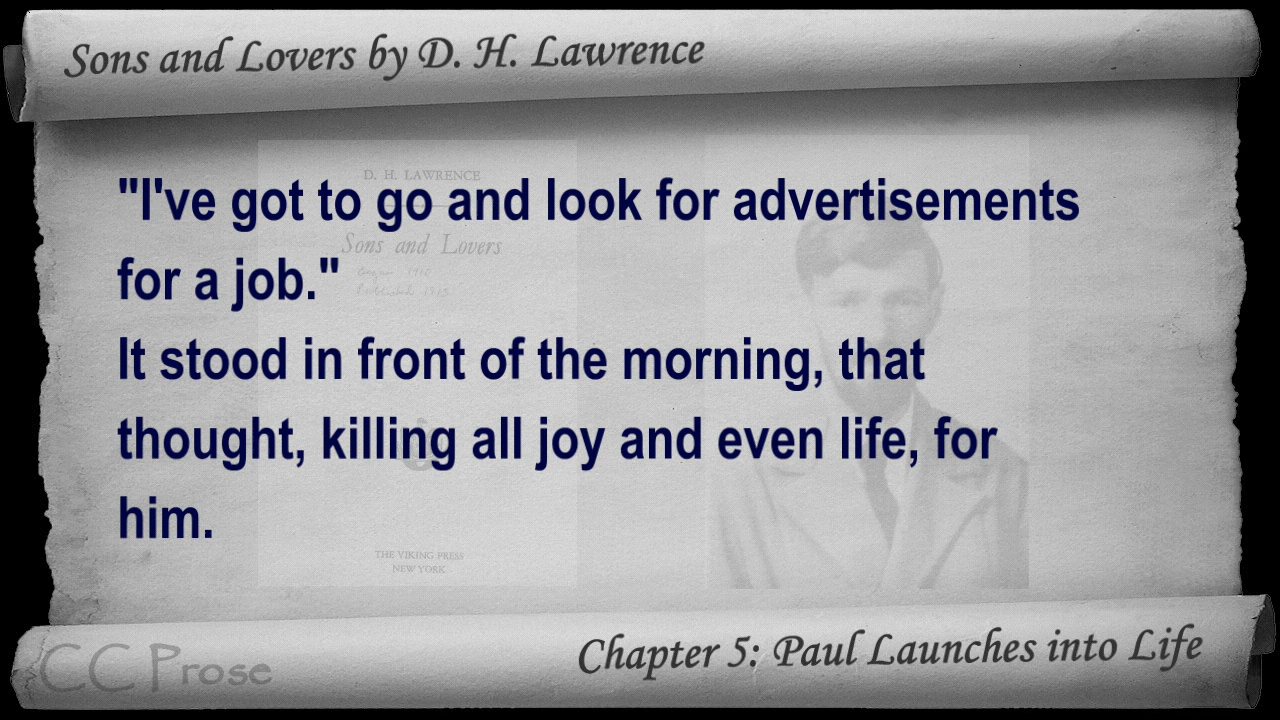 Sons and Lovers by D. H. Lawrence
D. H. LAWRENCE
"I've got to go and look for advertisements
Sons and Lovers
for a job."
It stood in front of the morning, that
thought, killing all joy and even life, for
him.
THE VIKING PRESS
NEW YORK
CC Prose
Chapter 5: Paul Launches into Life